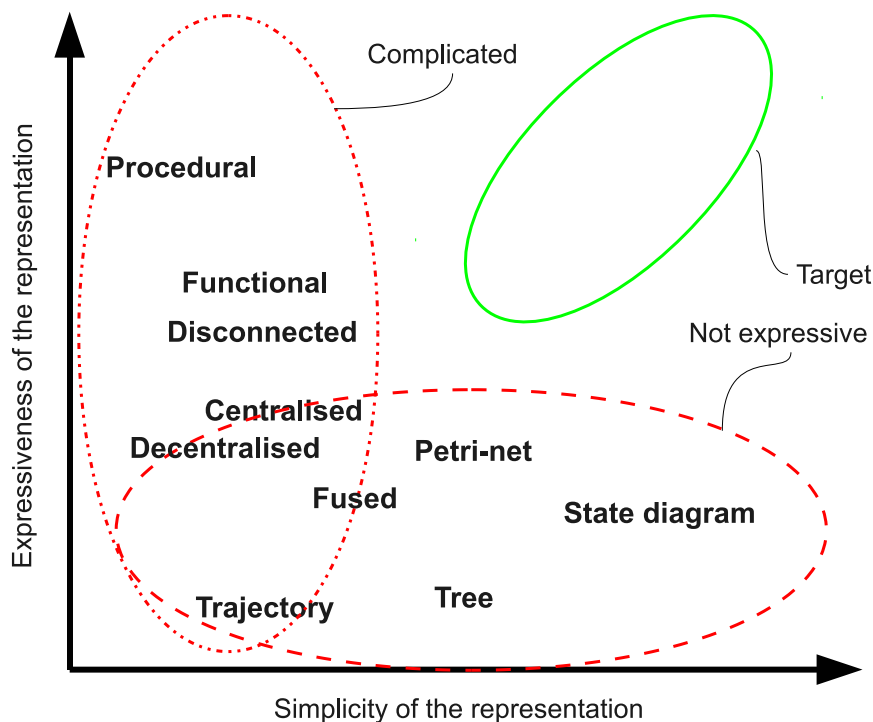 Complicated
Procedural
Functional
Target
Disconnected
Not expressive
Centralised
Decentralised
Petri-net
Fused
State diagram
Tree
Trajectory
Expressiveness of the representation
Simplicity of the representation